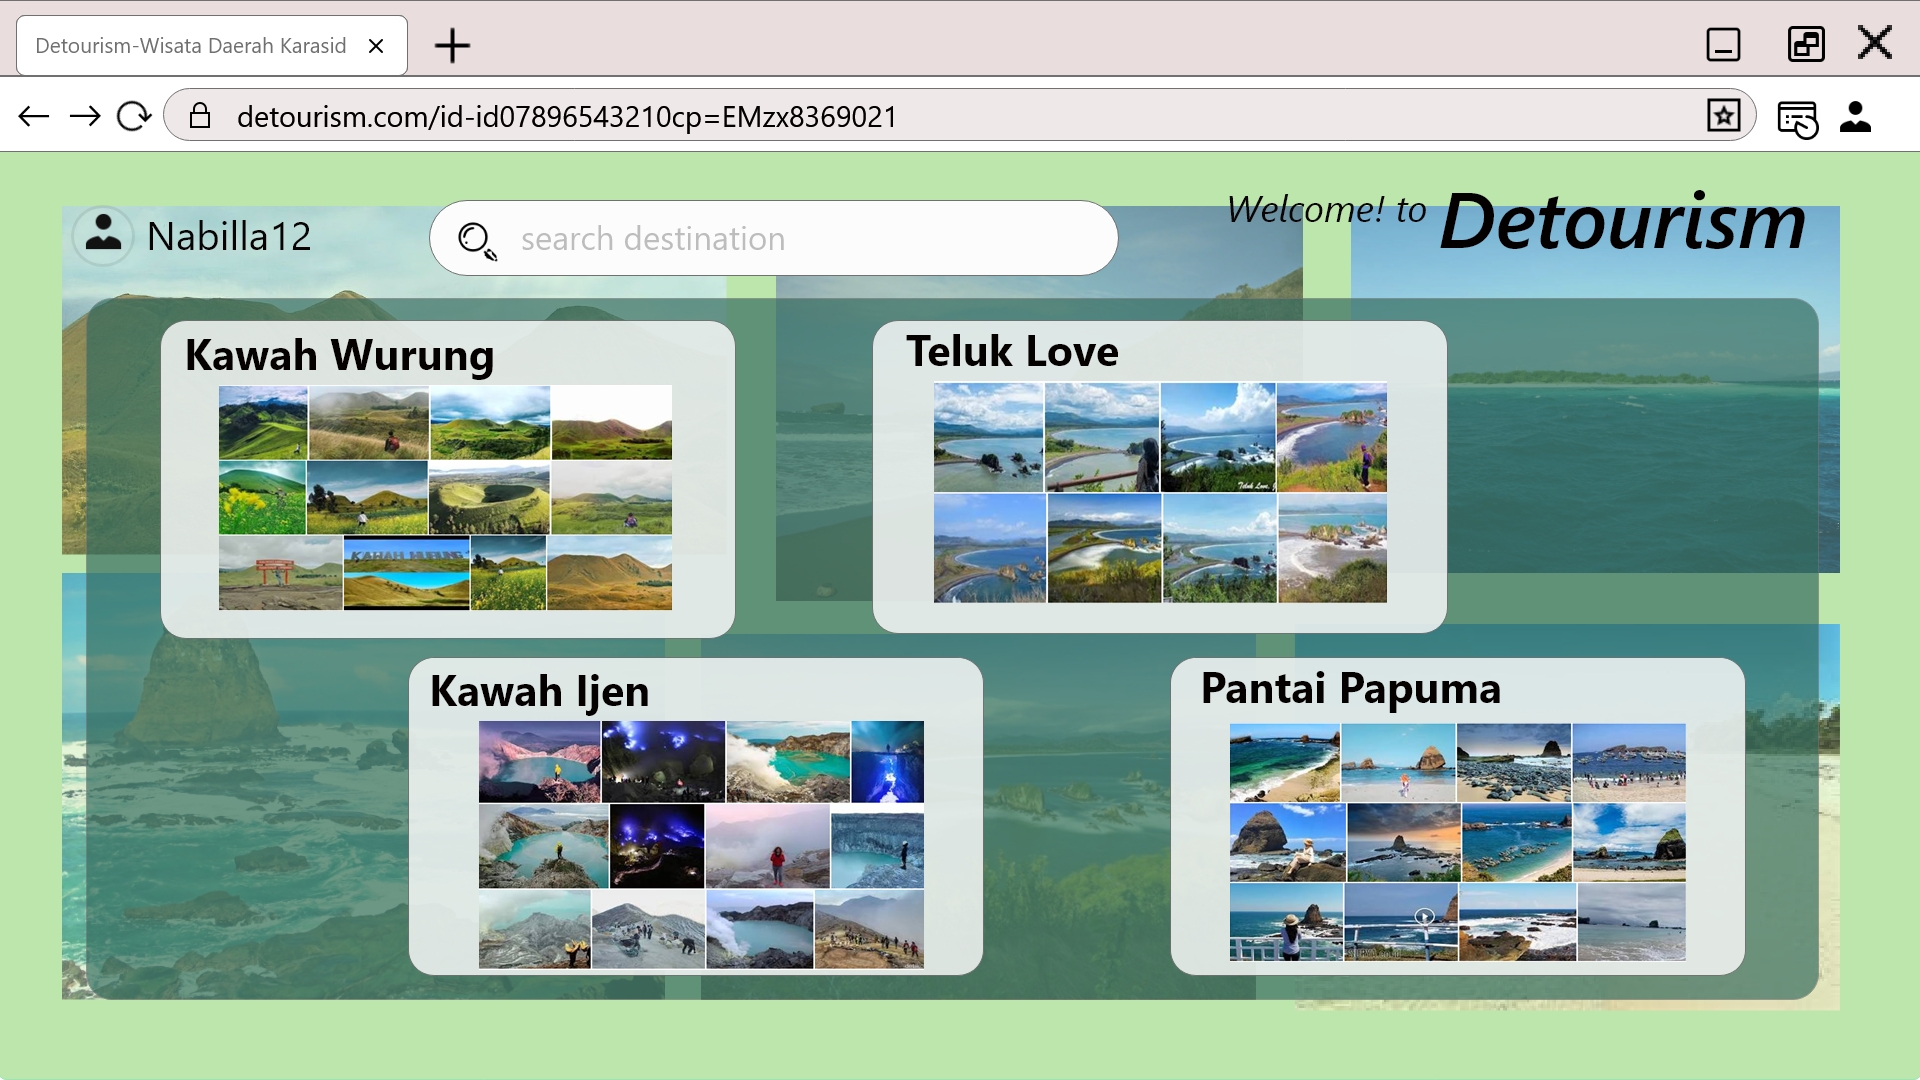 Detourism-Wisata Daerah Karasid
detourism.com/id-id07896543210cp=EMzx8369021
Nabilla12
search destination
Welcome! to Detourism
Kawah Wurung
KAWAH WURUNG
Teluk Love
Teluk Love,
Kawah Ijen
Pantai Papuma